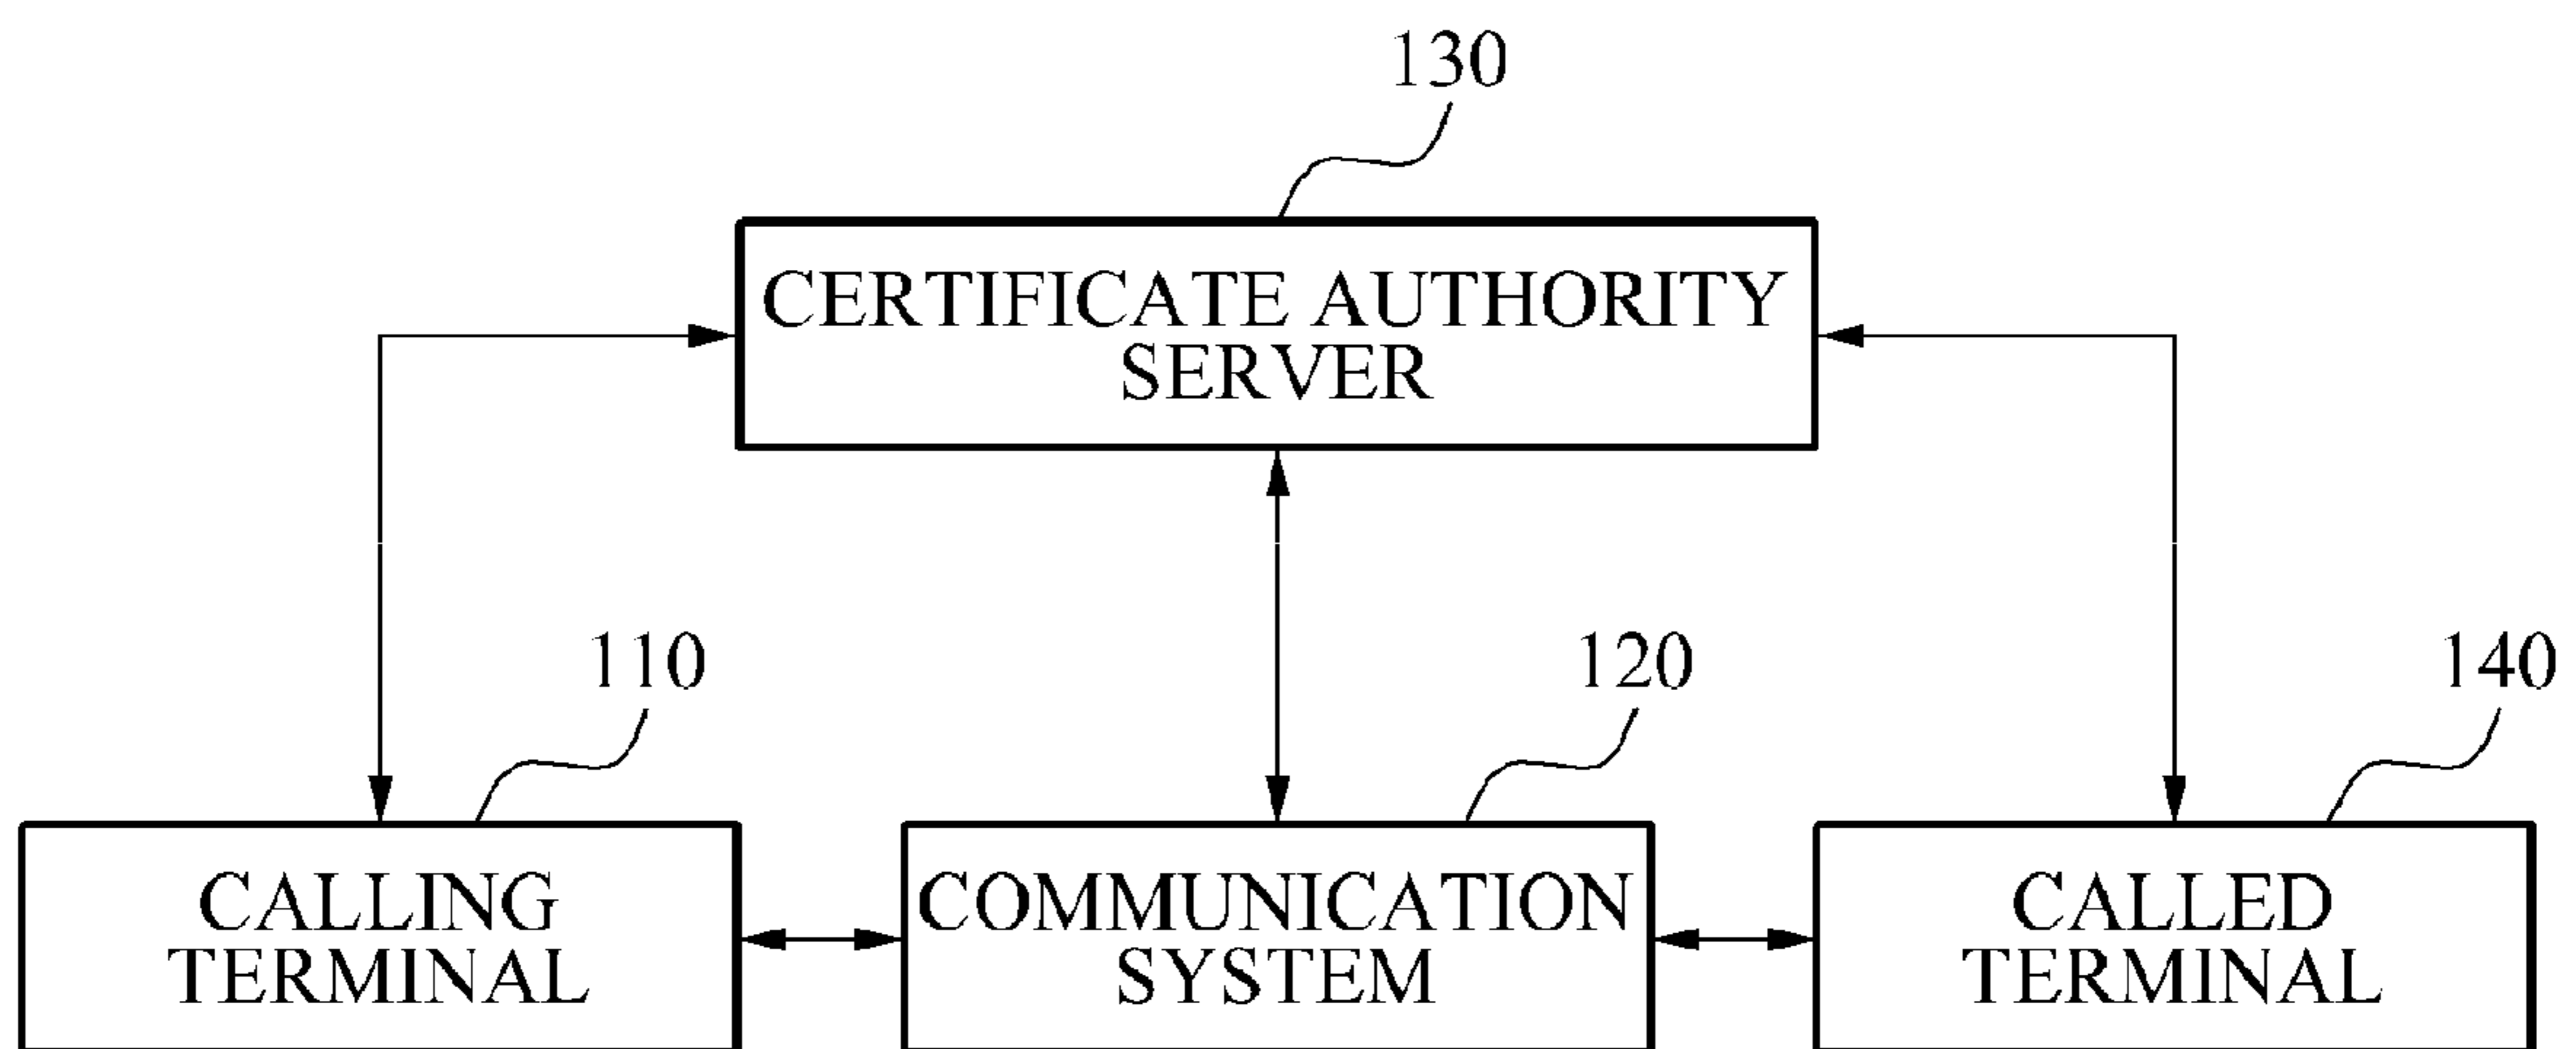 130
CERTIFICATE AUTHORITY
SERVER
110
120
140
CALLING
TERMINAL
COMMUNICATION
SYSTEM
CALLED
TERMINAL